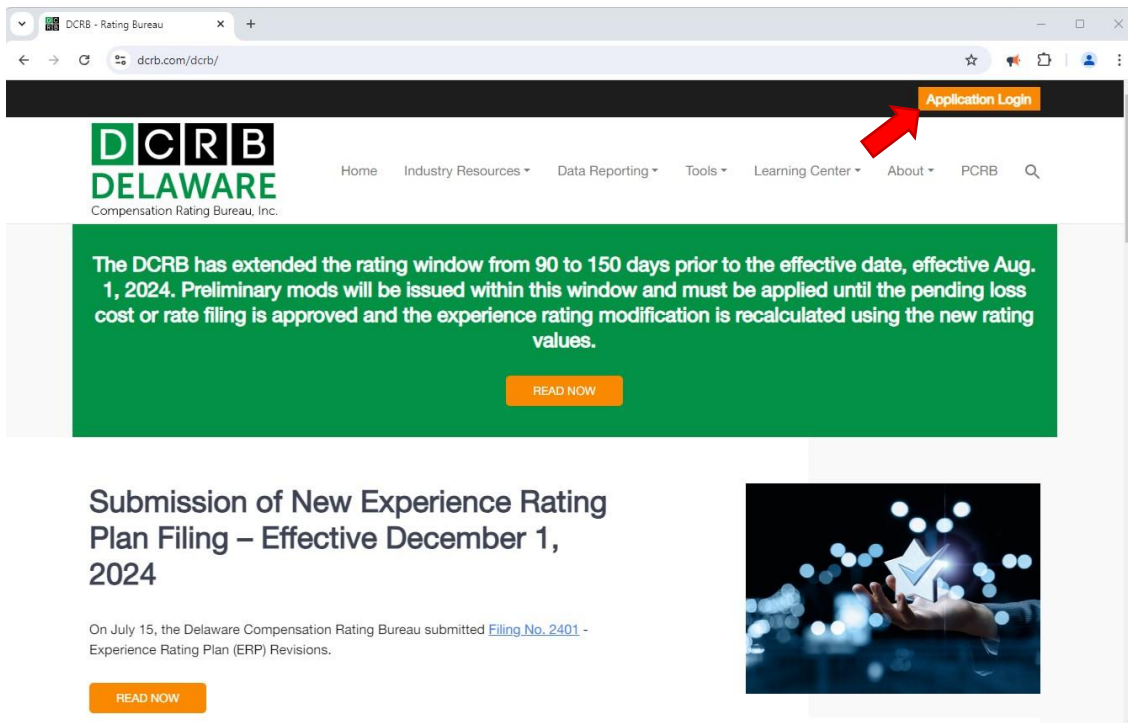 DCRB - Rating Bureau
dcrb.com/dcrb/
Application Login
DCRB
DELAWARE
Compensation Rating Bureau, Inc.
Home Industry Resources Data Reporting Tools Learning Center About PCRB
The DCRB has extended the rating window from 90 to 150 days prior to the effective date, effective Aug.
1, 2024. Preliminary mods will be issued within this window and must be applied until the pending loss
cost or rate filing is approved and the experience rating modification is recalculated using the new rating
values.
READ NOW
Submission of New Experience Rating
Plan Filing – Effective December 1,
2024
On July 15, the Delaware Compensation Rating Bureau submitted Filing No. 2401 -
Experience Rating Plan (ERP) Revisions.
READ NOW